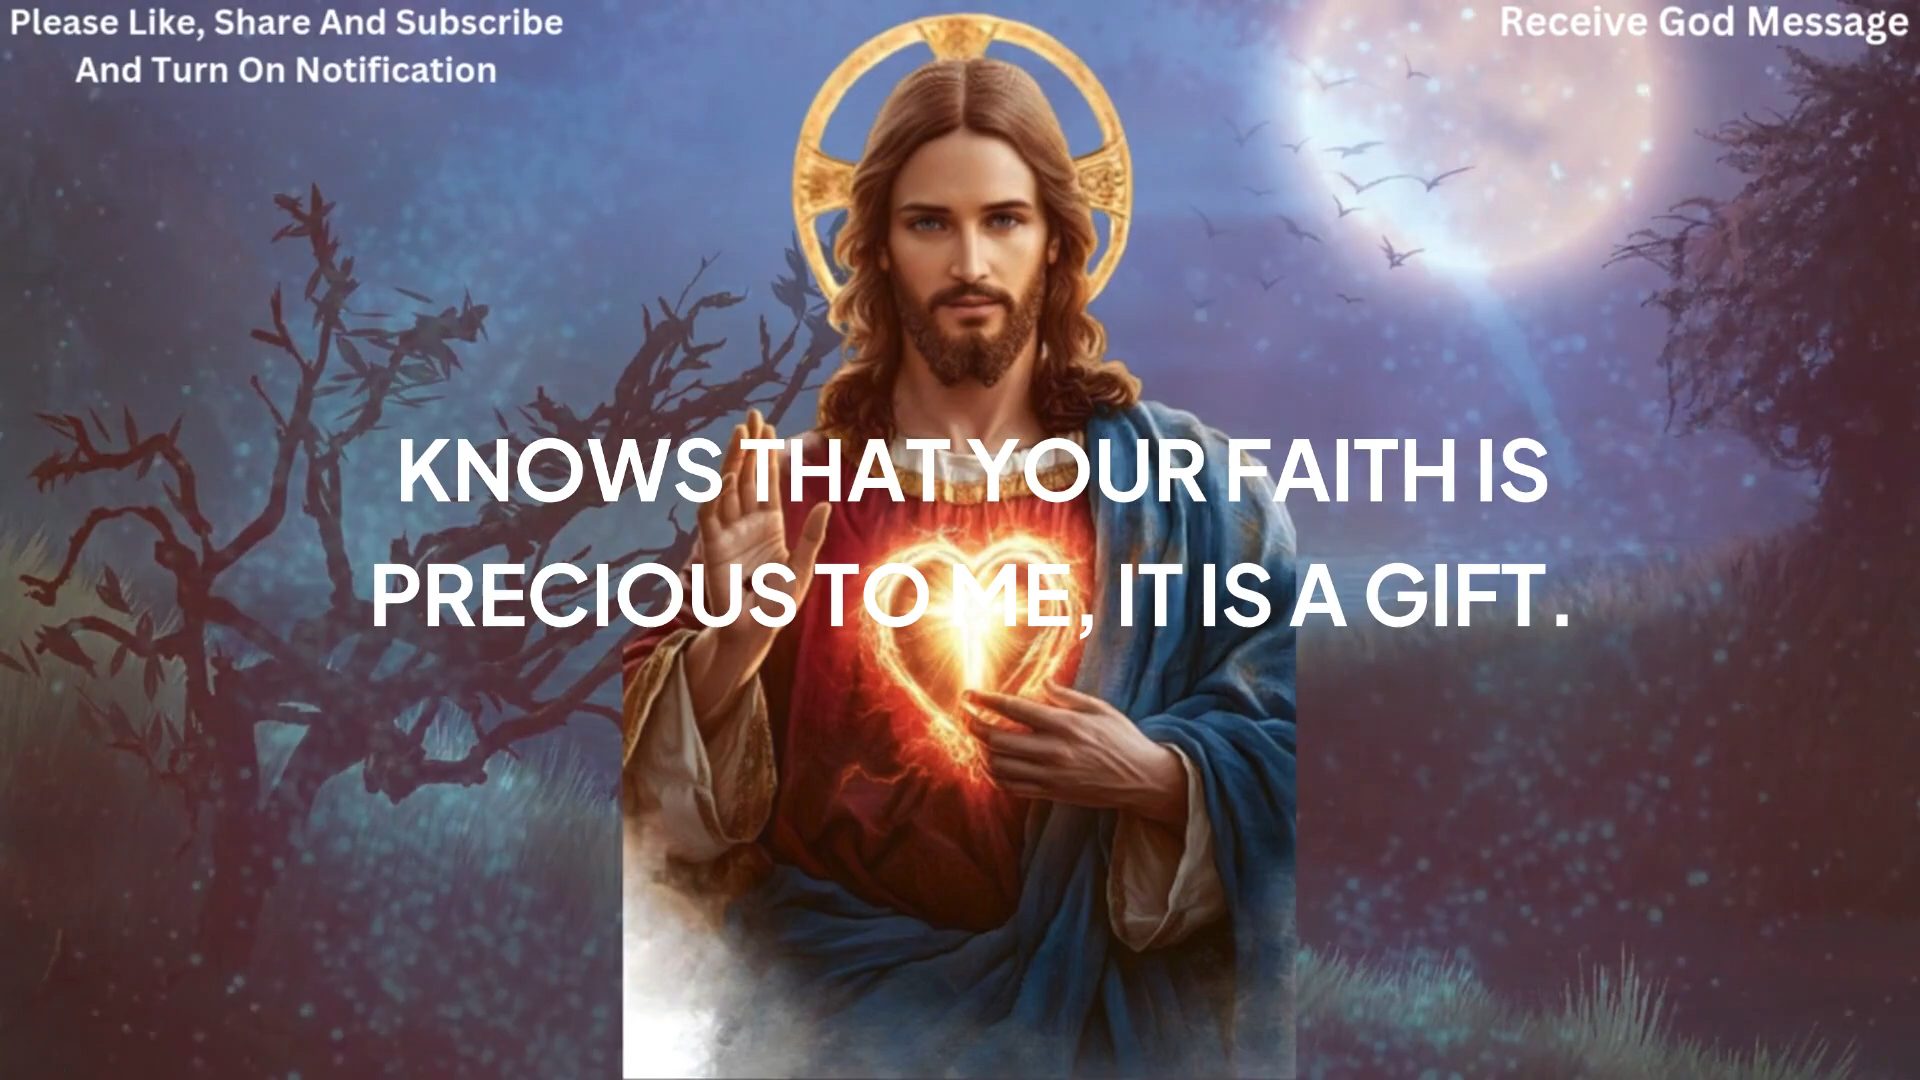 Please Like, Share And Subscribe
And Turn On Notification
Receive God Message
KNOWS THAT YOUR FAITH IS
PRECIOUS TO ME, IT IS A GIFT.